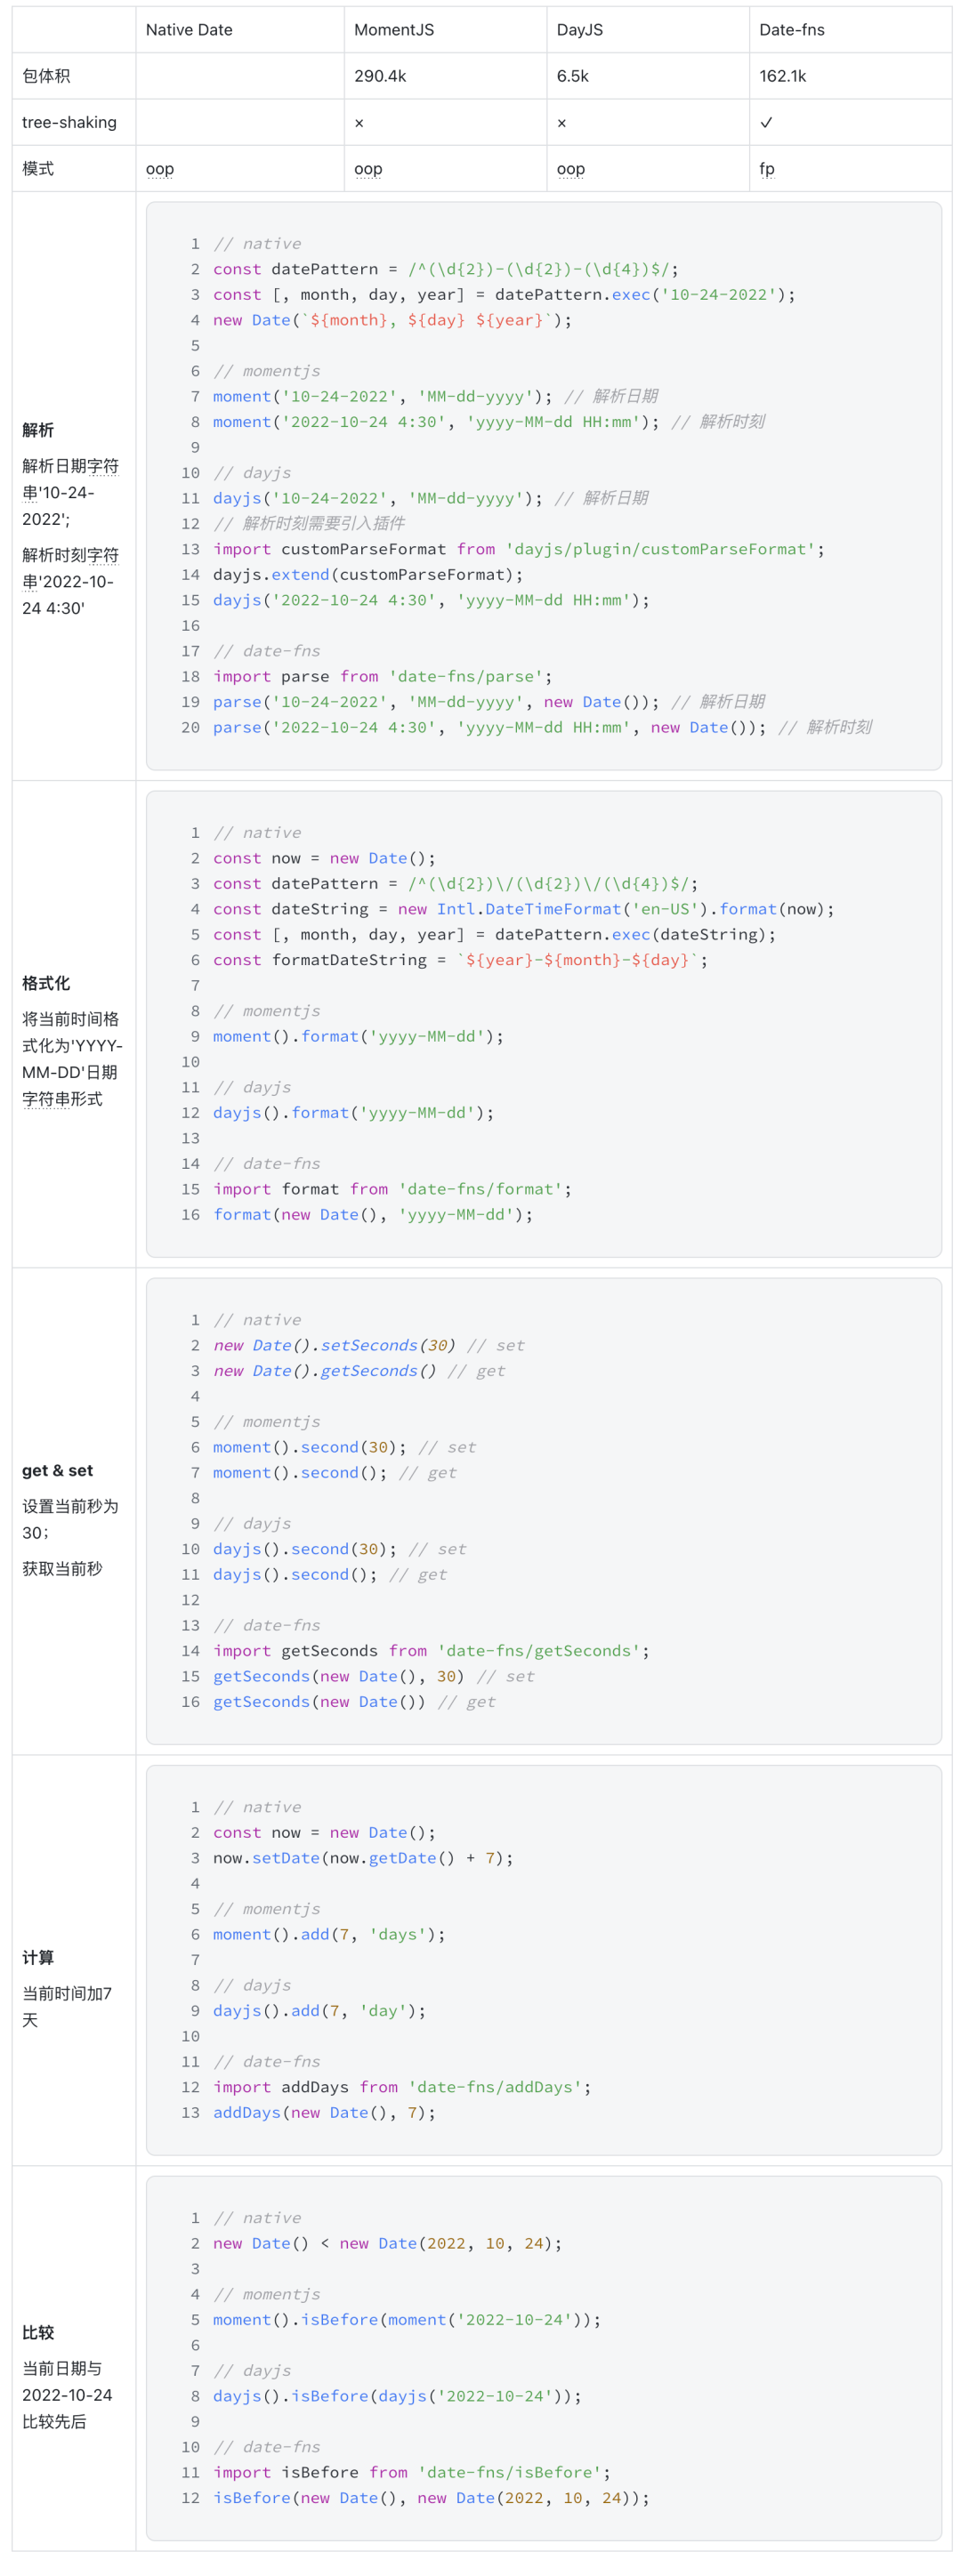 Native Date MomentJS DayJS Date-fns
包体积 290.4k 6.5k 162.1k
tree-shaking × × ✓
模式 oop oop oop fp
解析
解析日期字符
串'10-24-
2022';
解析时刻字符
串'2022-10-
24 4:30'
1 // native
2 const datePattern = /^(\d{2})-(\d{2})-(\d{4})$/;
3 const [, month, day, year] = datePattern.exec('10-24-2022');
4 new Date(`${month}, ${day} ${year}`);
5
6 // momentjs
7 moment('10-24-2022', 'MM-dd-yyyy'); // 解析日期
8 moment('2022-10-24 4:30', 'yyyy-MM-dd HH:mm'); // 解析时刻
9
10 // dayjs
11 dayjs('10-24-2022', 'MM-dd-yyyy'); // 解析日期
12 // 解析时刻需要引入插件
13 import customParseFormat from 'dayjs/plugin/customParseFormat';
14 dayjs.extend(customParseFormat);
15 dayjs('2022-10-24 4:30', 'yyyy-MM-dd HH:mm');
16
17 // date-fns
18 import parse from 'date-fns/parse';
19 parse('10-24-2022', 'MM-dd-yyyy', new Date()); // 解析日期
20 parse('2022-10-24 4:30', 'yyyy-MM-dd HH:mm', new Date()); // 解析时刻
格式化
将当前时间格
式化为'YYYY-
MM-DD'日期
字符串形式
1 // native
2 const now = new Date();
3 const datePattern = /^(\d{2})\/(\d{2})\/(\d{4})$/;
4 const dateString = new Intl.DateTimeFormat('en-US').format(now);
5 const [, month, day, year] = datePattern.exec(dateString);
6 const formatDateString = `${year}-${month}-${day}`;
7
8 // momentjs
9 moment().format('yyyy-MM-dd');
10
11 // dayjs
12 dayjs().format('yyyy-MM-dd');
13
14 // date-fns
15 import format from 'date-fns/format';
16 format(new Date(), 'yyyy-MM-dd');
get & set
设置当前秒为
30;
获取当前秒
1 // native
2 new Date().setSeconds(30) // set
3 new Date().getSeconds() // get
4
5 // momentjs
6 moment().second(30); // set
7 moment().second(); // get
8
9 // dayjs
10 dayjs().second(30); // set
11 dayjs().second(); // get
12
13 // date-fns
14 import getSeconds from 'date-fns/getSeconds';
15 getSeconds(new Date(), 30) // set
16 getSeconds(new Date()) // get
计算
当前时间加7
天
1 // native
2 const now = new Date();
3 now.setDate(now.getDate() + 7);
4
5 // momentjs
6 moment().add(7, 'days');
7
8 // dayjs
9 dayjs().add(7, 'day');
10
11 // date-fns
12 import addDays from 'date-fns/addDays';
13 addDays(new Date(), 7);
比较
当前日期与
2022-10-24
比较先后
1 // native
2 new Date() < new Date(2022, 10, 24);
3
4 // momentjs
5 moment().isBefore(moment('2022-10-24'));
6
7 // dayjs
8 dayjs().isBefore(dayjs('2022-10-24'));
9
10 // date-fns
11 import isBefore from 'date-fns/isBefore';
12 isBefore(new Date(), new Date(2022, 10, 24));